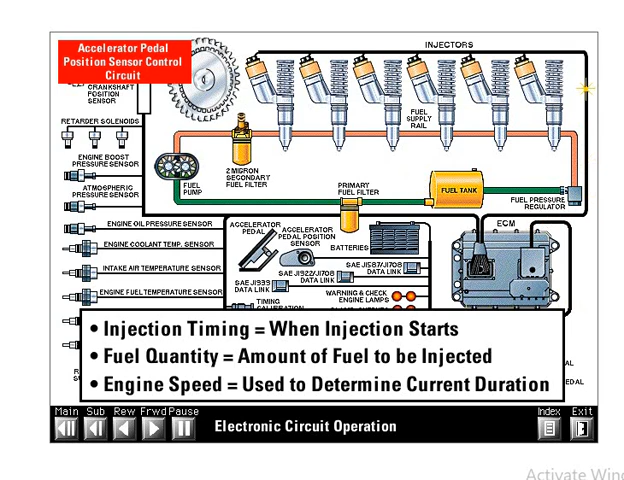 Accelerator Pedal
Position Sensor Control
Circuit
CRANKSHAFT
POSITION
SENSOR
INJECTORS
RETARDER SOLENOIDS
FUEL
SUPPLY
RAIL
ENGINE BOOST
PRESSURE SENSOR
FUEL
PUMP
2 MICRON
SECONDARY
FUEL FILTER
PRIMARY
FUEL FILTER
FUEL TANK
FUEL PRESSURE
REGULATOR
ATMOSPHERIC
PRESSURE SENSOR
ENGINE OIL PRESSURE SENSOR
ACCELERATOR
PEDAL
ACCELERATOR
PEDAL POSITION
SENSOR
BATTERIES
ECM
ENGINE COOLANT TEMP. SENSOR
INTAKE AIR TEMPERATURE SENSOR
SAE J1587/J1708
DATA LINK
SAE J1922/J1708
DATA LINK
SAE J1939
DATA LINK
ENGINE FUEL TEMPERATURE SENSOR
TIMING
WARNING & CHECK
ENGINE LAMPS
• Injection Timing = When Injection Starts
• Fuel Quantity = Amount of Fuel to be Injected
• Engine Speed = Used to Determine Current Duration
Main Sub Rew Frwd Pause
Electronic Circuit Operation
Index Exit
Activate Wind